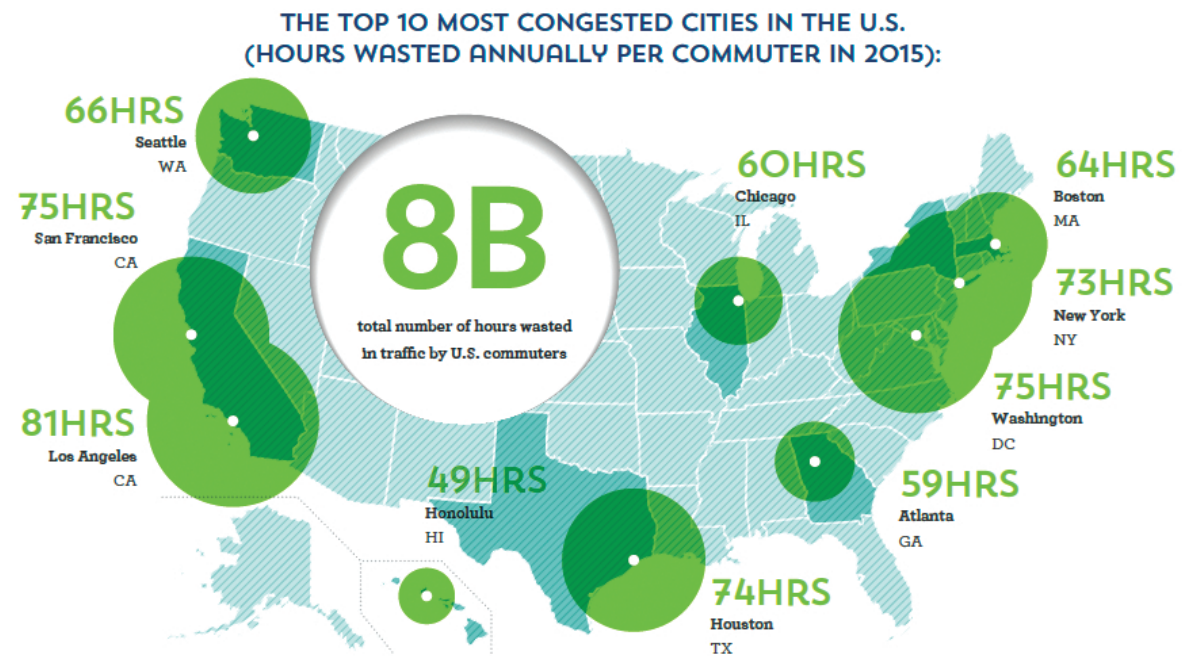 THE TOP 10 MOST CONGESTED CITIES IN THE U.S.
(HOURS WASTED ANNUALLY PER COMMUTER IN 2015):
66HRS
Seattle
WA
75HRS
San Francisco
CA
81HRS
Los Angeles
CA
8B
total number of hours wasted
in traffic by U.S. commuters
49HRS
Honolulu
HI
60HRS
Chicago
IL
64HRS
Boston
MA
73HRS
New York
NY
75HRS
Washington
DC
59HRS
Atlanta
GA
74HRS
Houston
TX